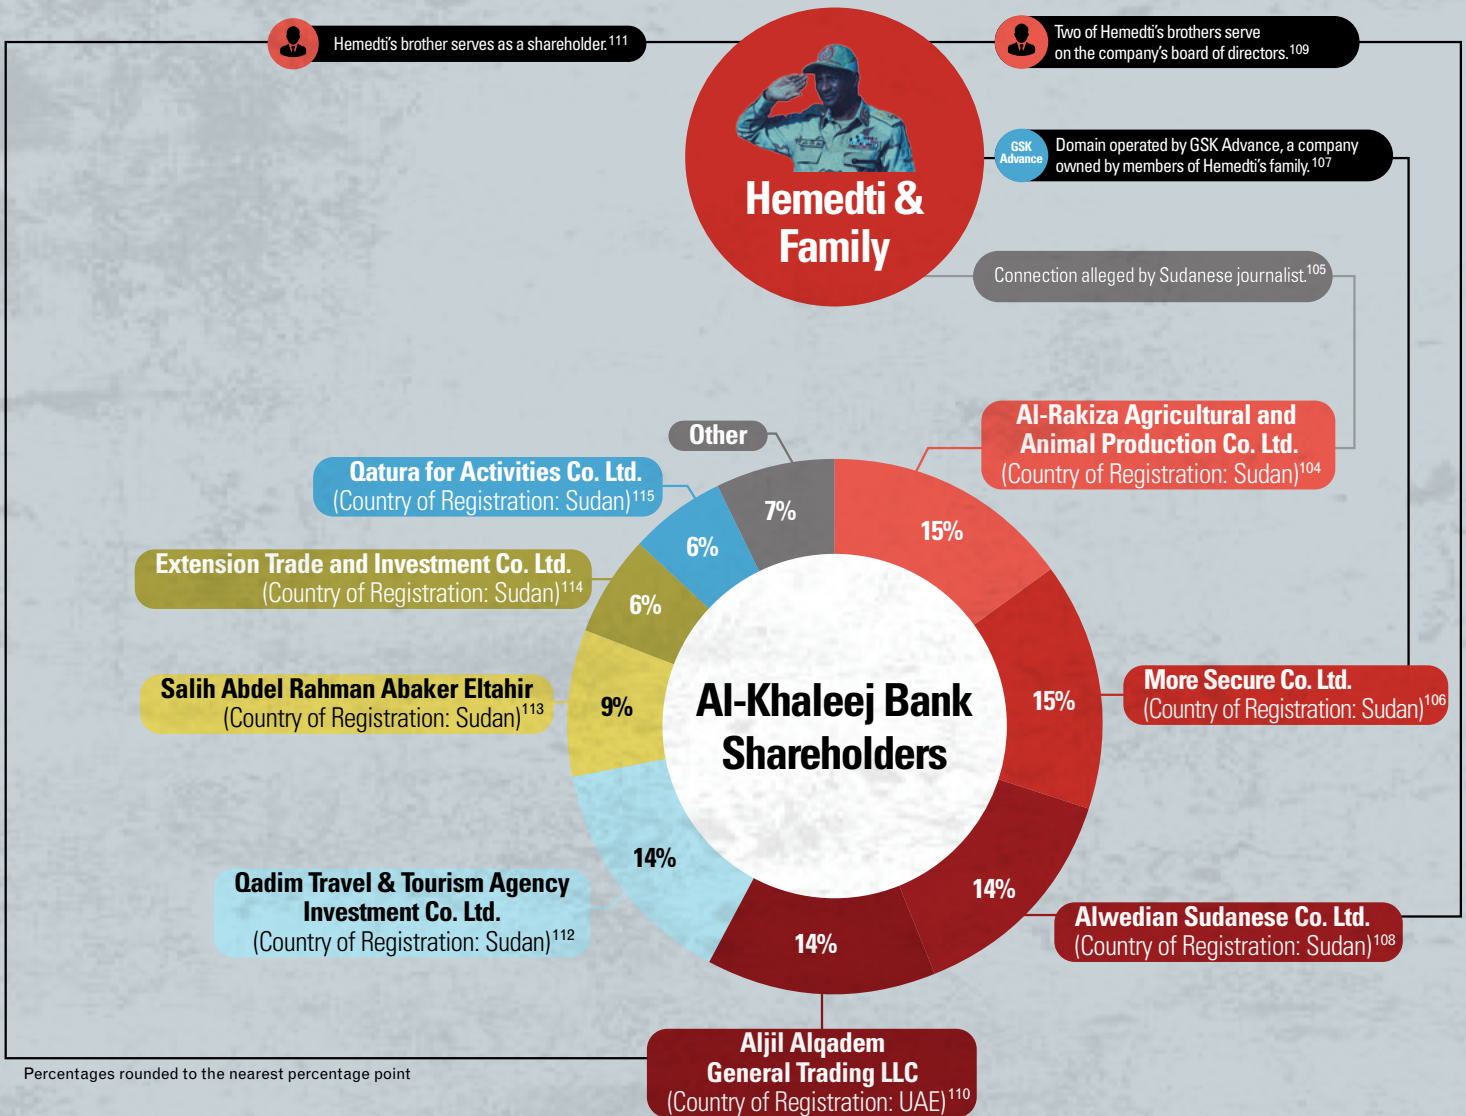 Hemedti's brother serves as a shareholder.111
Two of Hemedti's brothers serve
on the company's board of directors.109
GSK
Advance
Domain operated by GSK Advance, a company
owned by members of Hemedti's family.107
Hemedti &
Family
Connection alleged by Sudanese journalist.105
Al-Rakiza Agricultural and
Animal Production Co. Ltd.
(Country of Registration: Sudan)104
Other
Qatura for Activities Co. Ltd.
(Country of Registration: Sudan)115
7%
15%
6%
Extension Trade and Investment Co. Ltd.
(Country of Registration: Sudan)114
6%
Salih Abdel Rahman Abaker Eltahir
(Country of Registration: Sudan)113
9%
Al-Khaleej Bank
Shareholders
15%
More Secure Co. Ltd.
(Country of Registration: Sudan)106
14%
Qadim Travel & Tourism Agency
Investment Co. Ltd.
(Country of Registration: Sudan)112
14%
14%
Alwedian Sudanese Co. Ltd.
(Country of Registration: Sudan)108
Aljil Alqadem
General Trading LLC
(Country of Registration: UAE)110
Percentages rounded to the nearest percentage point